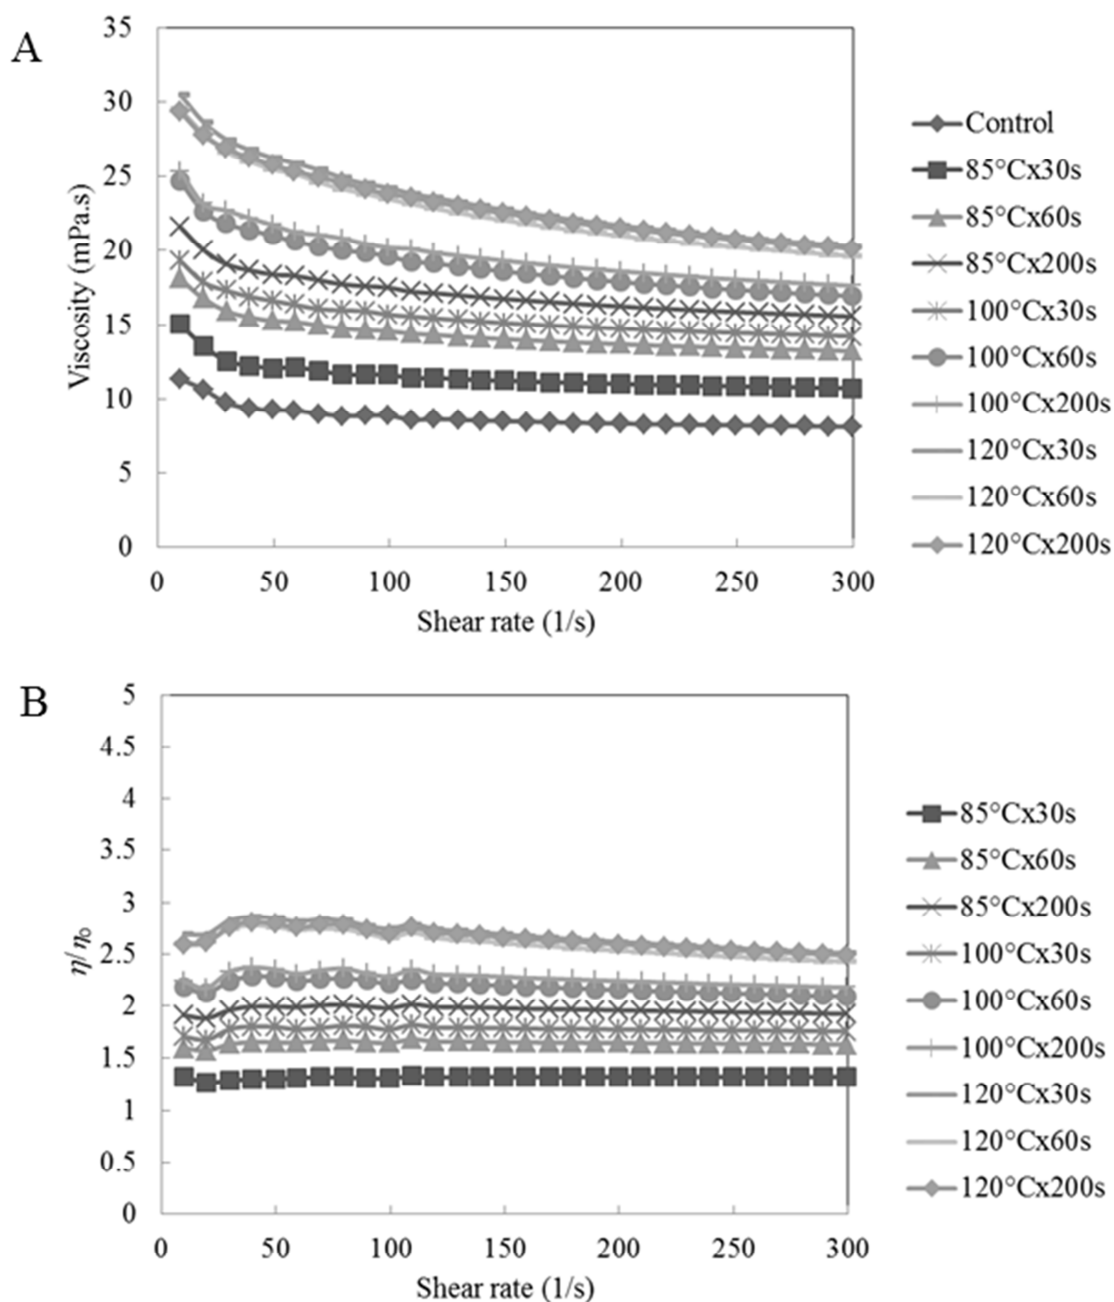 A
35
30
25
20
15
10
5
0
Viscosity (mPa.s)
0 50 100 150 200 250 300
Shear rate (1/s)
Control
85°Cx30s
85°Cx60s
85°Cx200s
100°Cx30s
100°Cx60s
100°Cx200s
120°Cx30s
120°Cx60s
120°Cx200s
B
5
4.5
4
3.5
3
2.5
2
1.5
1
0.5
0
η/η₀
0 50 100 150 200 250 300
Shear rate (1/s)
85°Cx30s
85°Cx60s
85°Cx200s
100°Cx30s
100°Cx60s
100°Cx200s
120°Cx30s
120°Cx60s
120°Cx200s